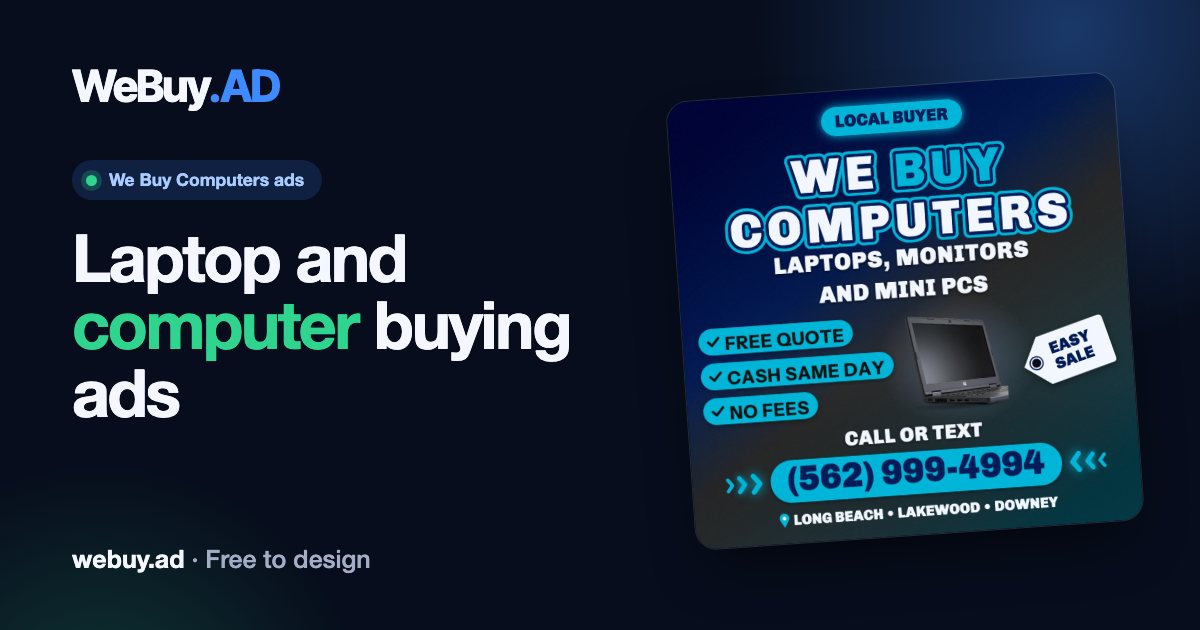 WeBuy.AD
We Buy Computers ads
Laptop and
computer buying
ads
webuy.ad · Free to design
LOCAL BUYER
WE BUY
COMPUTERS
LAPTOPS, MONITORS
AND MINI PCS
✓ FREE QUOTE
✓ CASH SAME DAY
✓ NO FEES
EASY
SALE
CALL OR TEXT
(562) 999-4994
LONG BEACH • LAKEWOOD • DOWNEY